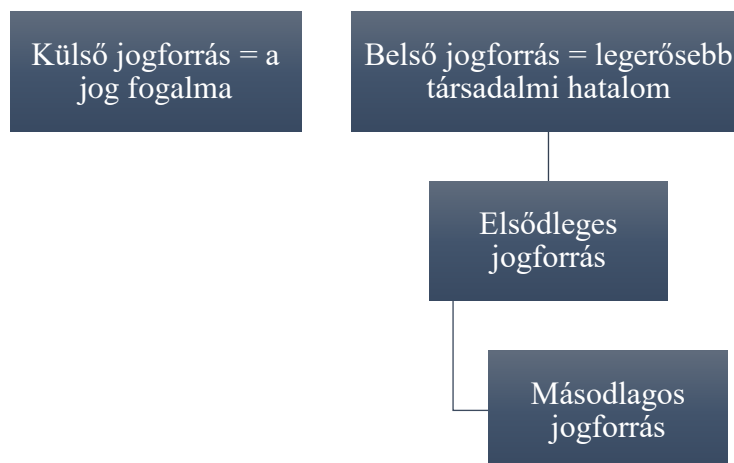 Külső jogforrás = a
jog fogalma
Belső jogforrás = legerősebb
társadalmi hatalom
Elsődleges
jogforrás
Másodlagos
jogforrás